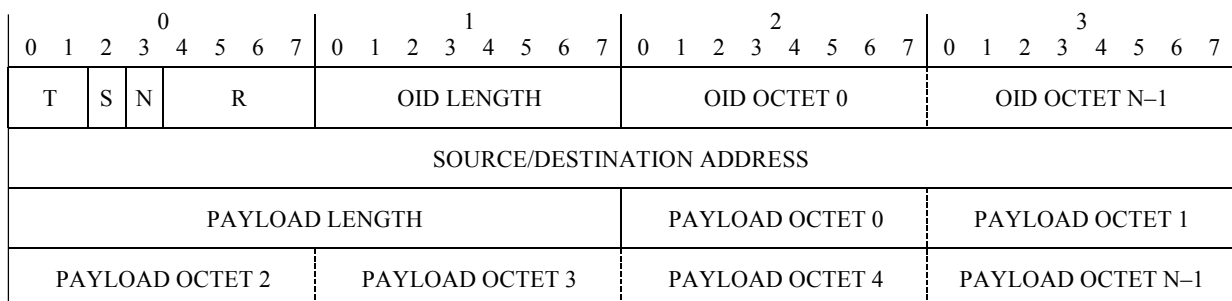 0 1 2 3
0 1 2 3 4 5 6 7 0 1 2 3 4 5 6 7 0 1 2 3 4 5 6 7 0 1 2 3 4 5 6 7
T S N R OID LENGTH OID OCTET 0 OID OCTET N–1
SOURCE/DESTINATION ADDRESS
PAYLOAD LENGTH PAYLOAD OCTET 0 PAYLOAD OCTET 1
PAYLOAD OCTET 2 PAYLOAD OCTET 3 PAYLOAD OCTET 4 PAYLOAD OCTET N–1